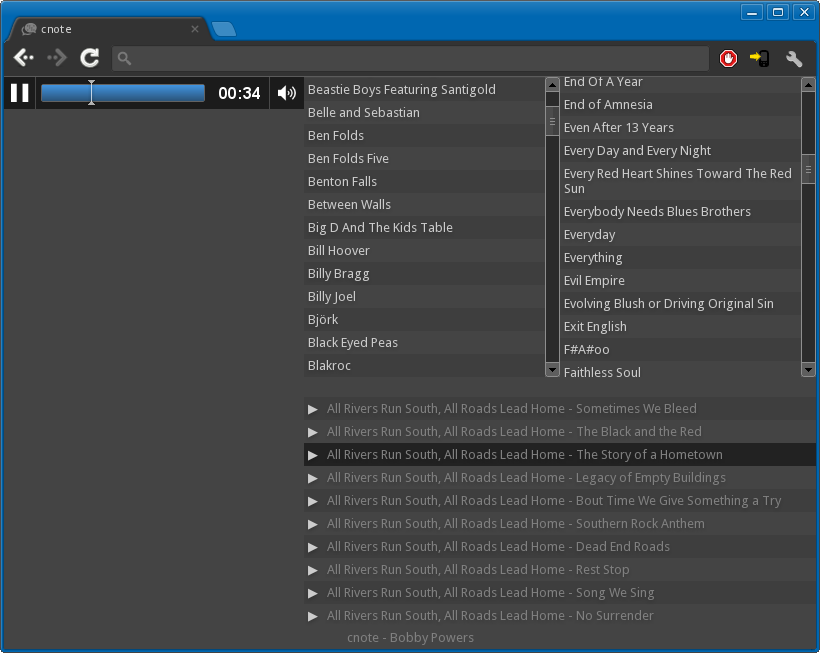 cnote
00:34
Beastie Boys Featuring Santigold
Belle and Sebastian
Ben Folds
Ben Folds Five
Benton Falls
Between Walls
Big D And The Kids Table
Bill Hoover
Billy Bragg
Billy Joel
Björk
Black Eyed Peas
Blakroc
End Of A Year
End of Amnesia
Even After 13 Years
Every Day and Every Night
Every Red Heart Shines Toward The Red
Sun
Everybody Needs Blues Brothers
Everyday
Everything
Evil Empire
Evolving Blush or Driving Original Sin
Exit English
F#A#oo
Faithless Soul
All Rivers Run South, All Roads Lead Home - Sometimes We Bleed
All Rivers Run South, All Roads Lead Home - The Black and the Red
All Rivers Run South, All Roads Lead Home - The Story of a Hometown
All Rivers Run South, All Roads Lead Home - Legacy of Empty Buildings
All Rivers Run South, All Roads Lead Home - Bout Time We Give Something a Try
All Rivers Run South, All Roads Lead Home - Southern Rock Anthem
All Rivers Run South, All Roads Lead Home - Dead End Roads
All Rivers Run South, All Roads Lead Home - Rest Stop
All Rivers Run South, All Roads Lead Home - Song We Sing
All Rivers Run South, All Roads Lead Home - No Surrender
cnote - Bobby Powers